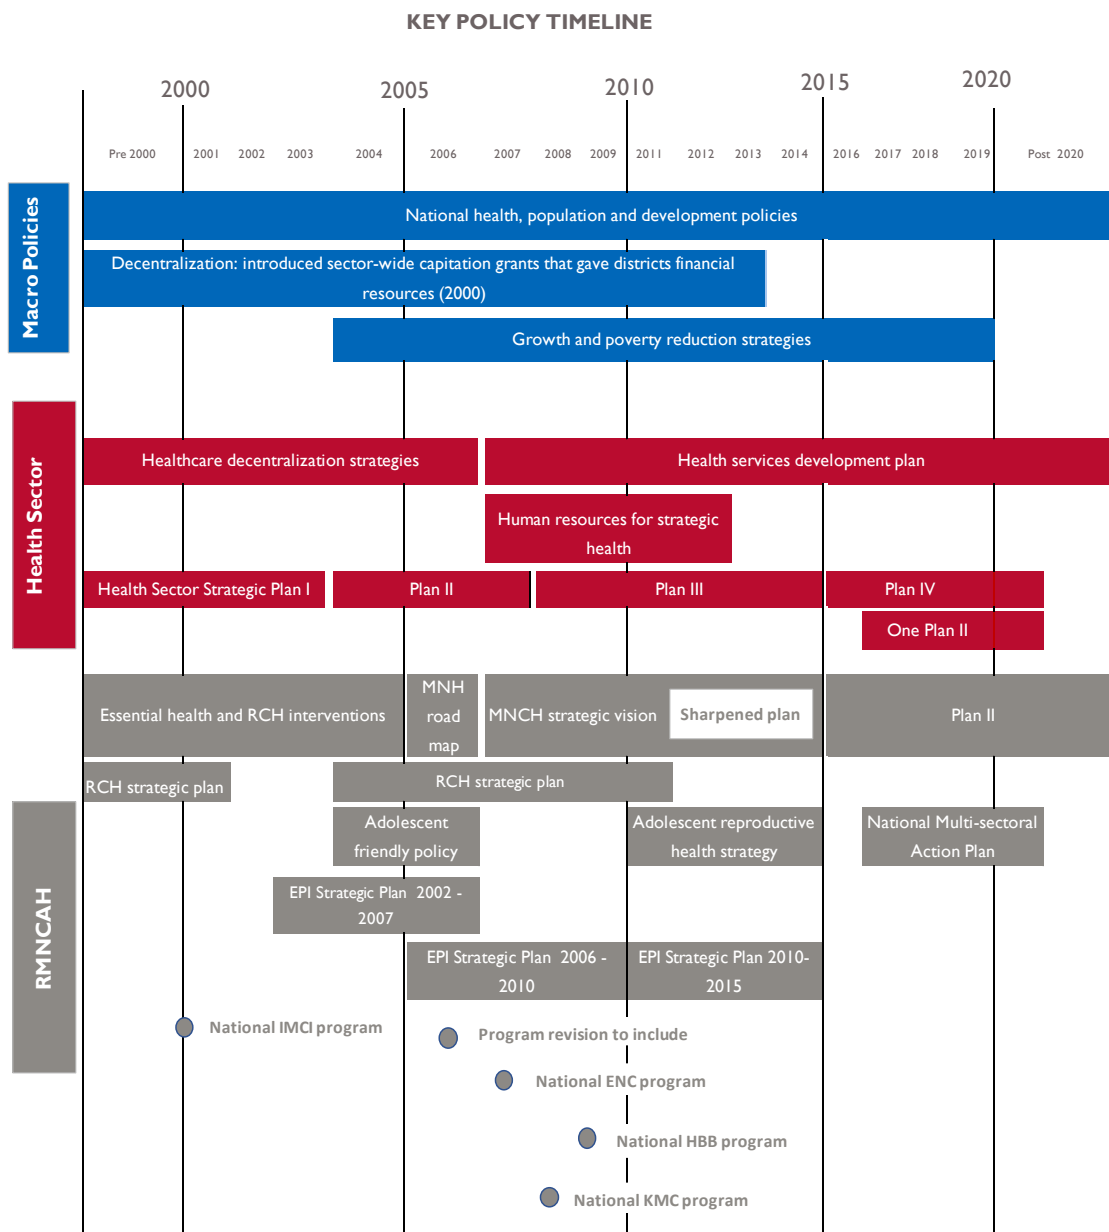 KEY POLICY TIMELINE
2000
2005
2010
2015
2020
Pre 2000
2001
2002
2003
2004
2006
2007
2008
2009
2011
2012
2013
2014
2016
2017
2018
2019
Post 2020
Macro Policies
National health, population and development policies
Decentralization: introduced sector-wide capitation grants that gave districts financial
resources (2000)
Growth and poverty reduction strategies
Health Sector
Healthcare decentralization strategies
Health services development plan
Human resources for strategic
health
Health Sector Strategic Plan I
Plan II
Plan III
Plan IV
One Plan II
RMNCAH
Essential health and RCH interventions
MNH
road
map
MNCH strategic vision
Sharpened plan
Plan II
RCH strategic plan
RCH strategic plan
Adolescent
friendly policy
Adolescent reproductive
health strategy
National Multi-sectoral
Action Plan
EPI Strategic Plan 2002 -
2007
EPI Strategic Plan 2006 -
2010
EPI Strategic Plan 2010-
2015
National IMCI program
Program revision to include
National ENC program
National HBB program
National KMC program